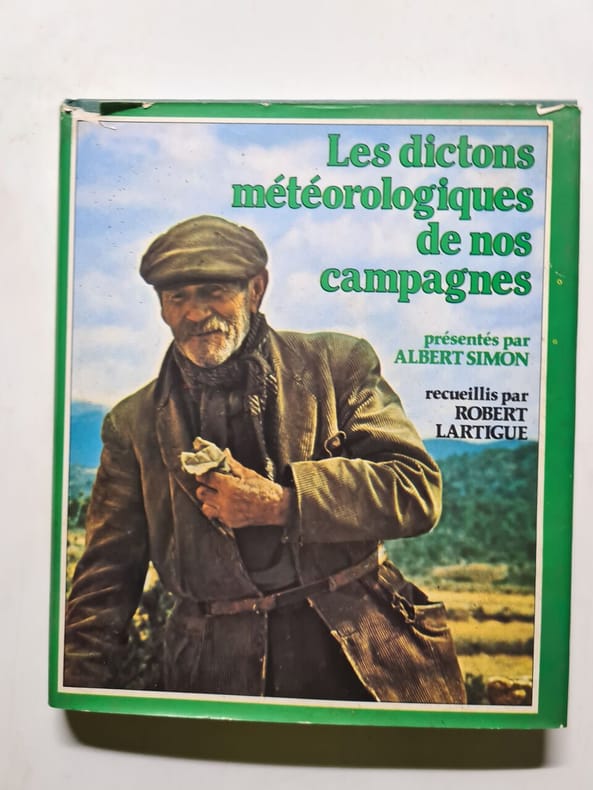 Les dictons
météorologiques
de nos
campagnes
présentés par
ALBERT SIMON
recueillis par
ROBERT
LARTIGUE